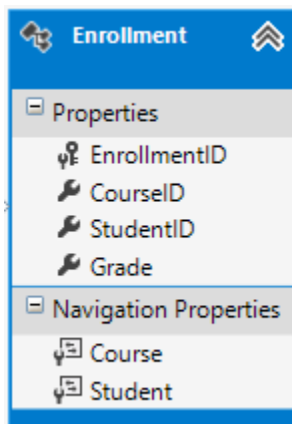 Enrollment
Properties
EnrollmentID
CourseID
StudentID
Grade
Navigation Properties
Course
Student